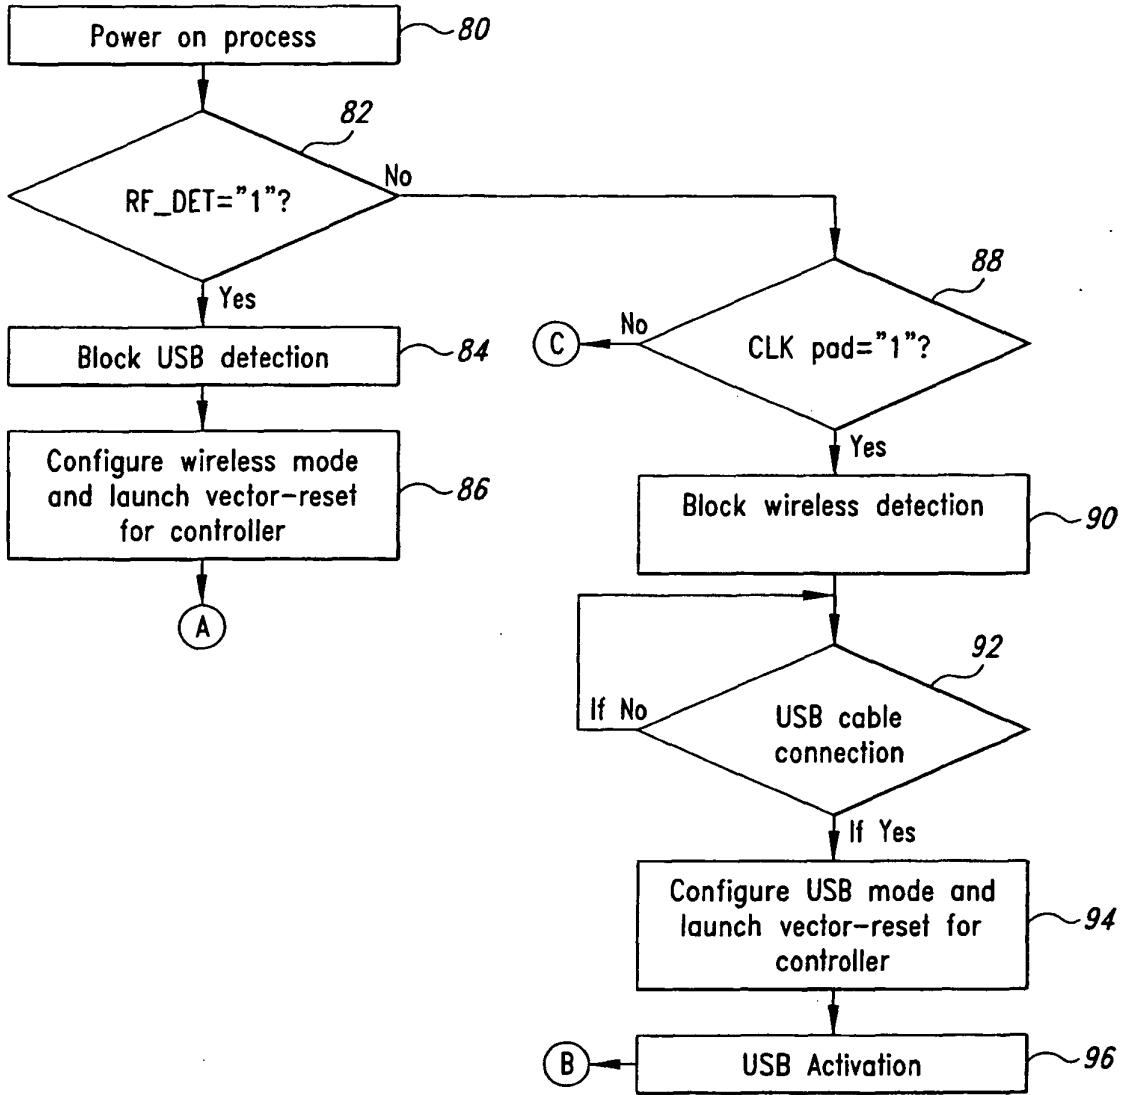 Power on process
80
82
RF_DET="1"?
No
Yes
Block USB detection
84
Configure wireless mode
and launch vector-reset
for controller
86
A
88
CLK pad="1"?
No
C
Yes
Block wireless detection
90
92
USB cable
connection
If No
If Yes
Configure USB mode and
launch vector-reset for
controller
94
USB Activation
96
B